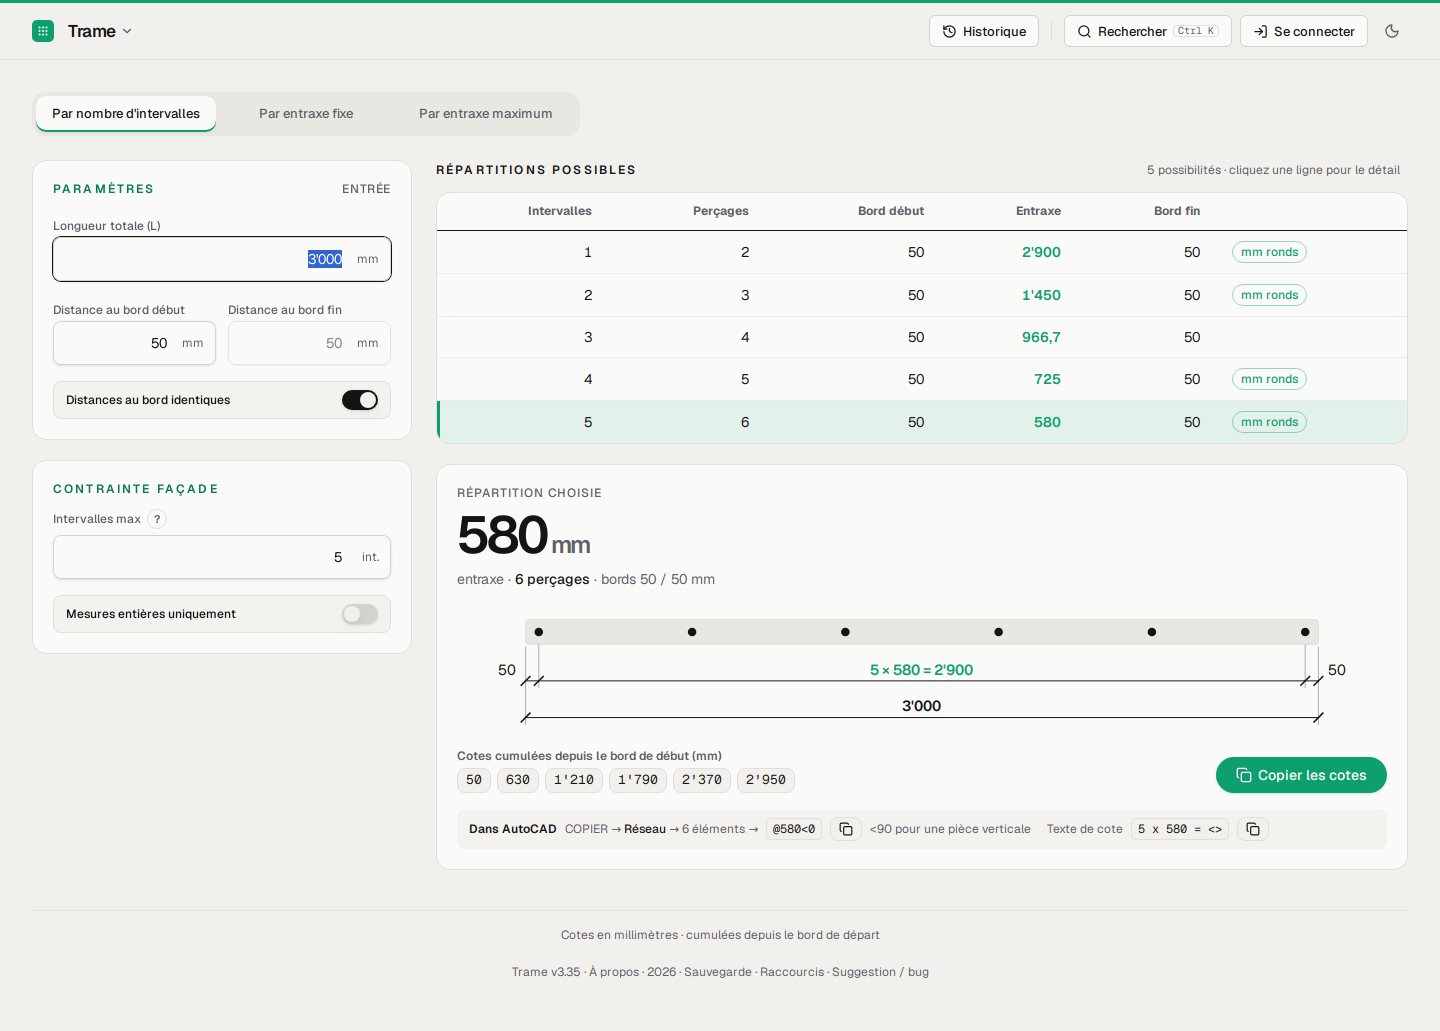 Trame
Historique
Rechercher Ctrl K
Se connecter
Par nombre d'intervalles
Par entraxe fixe
Par entraxe maximum
PARAMÈTRES
ENTRÉE
Longueur totale (L)
3'000 mm
Distance au bord début
Distance au bord fin
50 mm
50 mm
Distances au bord identiques
CONTRAINTE FAÇADE
Intervalles max ?
5 int.
Mesures entières uniquement
RÉPARTITIONS POSSIBLES
5 possibilités · cliquez une ligne pour le détail
Intervalles Perçages Bord début Entraxe Bord fin
1 2 50 2'900 50 mm ronds
2 3 50 1'450 50 mm ronds
3 4 50 966,7 50
4 5 50 725 50 mm ronds
5 6 50 580 50 mm ronds
RÉPARTITION CHOISIE
580 mm
entraxe · 6 perçages · bords 50 / 50 mm
50 5 × 580 = 2'900 50
3'000
Cotes cumulées depuis le bord de début (mm)
50 630 1'210 1'790 2'370 2'950
Copier les cotes
Dans AutoCAD COPIER → Réseau → 6 éléments → @580<0 <90 pour une pièce verticale Texte de cote 5 x 580 = <>
Cotes en millimètres · cumulées depuis le bord de départ
Trame v3.35 · À propos · 2026 · Sauvegarde · Raccourcis · Suggestion / bug